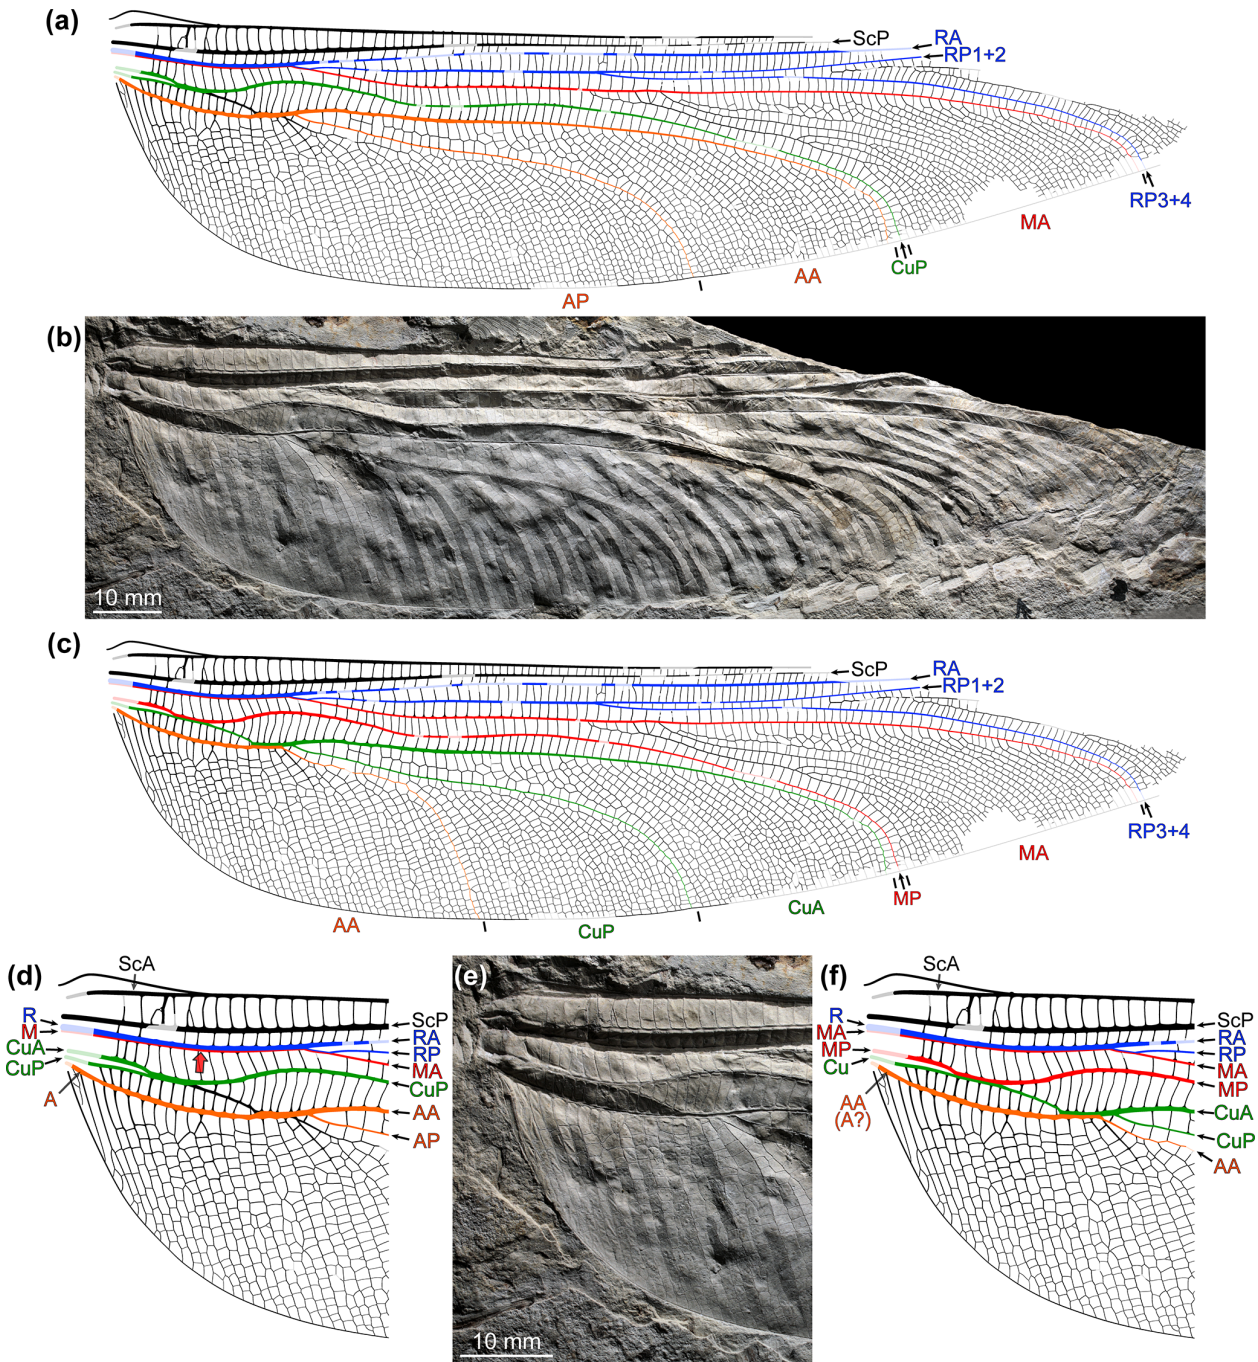 (a)
ScP
RA
RP1+2
RP3+4
MA
CuP
AA
AP
(b)
10 mm
(c)
ScP
RA
RP1+2
RP3+4
MA
MP
CuA
CuP
AA
(d)
ScA
R
M
CuA
CuP
A
ScP
RA
RP
MA
CuP
AA
AP
(e)
10 mm
(f)
ScA
R
MA
MP
Cu
AA
(A?)
ScP
RA
RP
MA
MP
CuA
CuP
AA